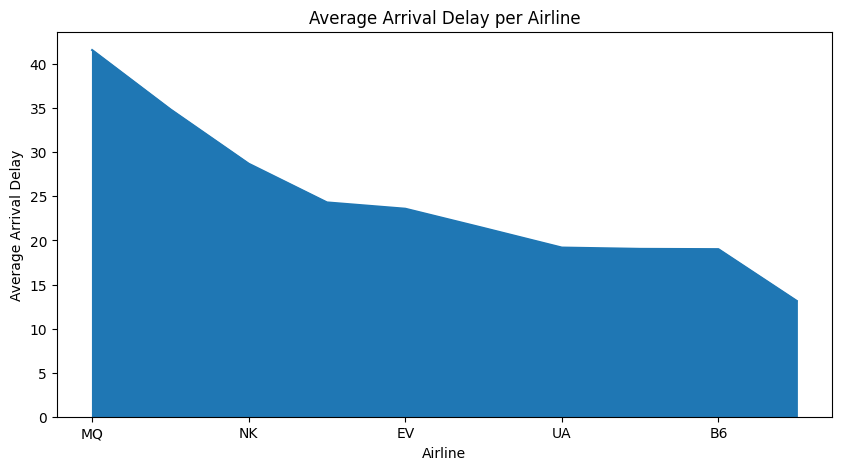 Average Arrival Delay per Airline
40
35
30
25
20
15
10
5
0
Average Arrival Delay
MQ NK EV UA B6
Airline